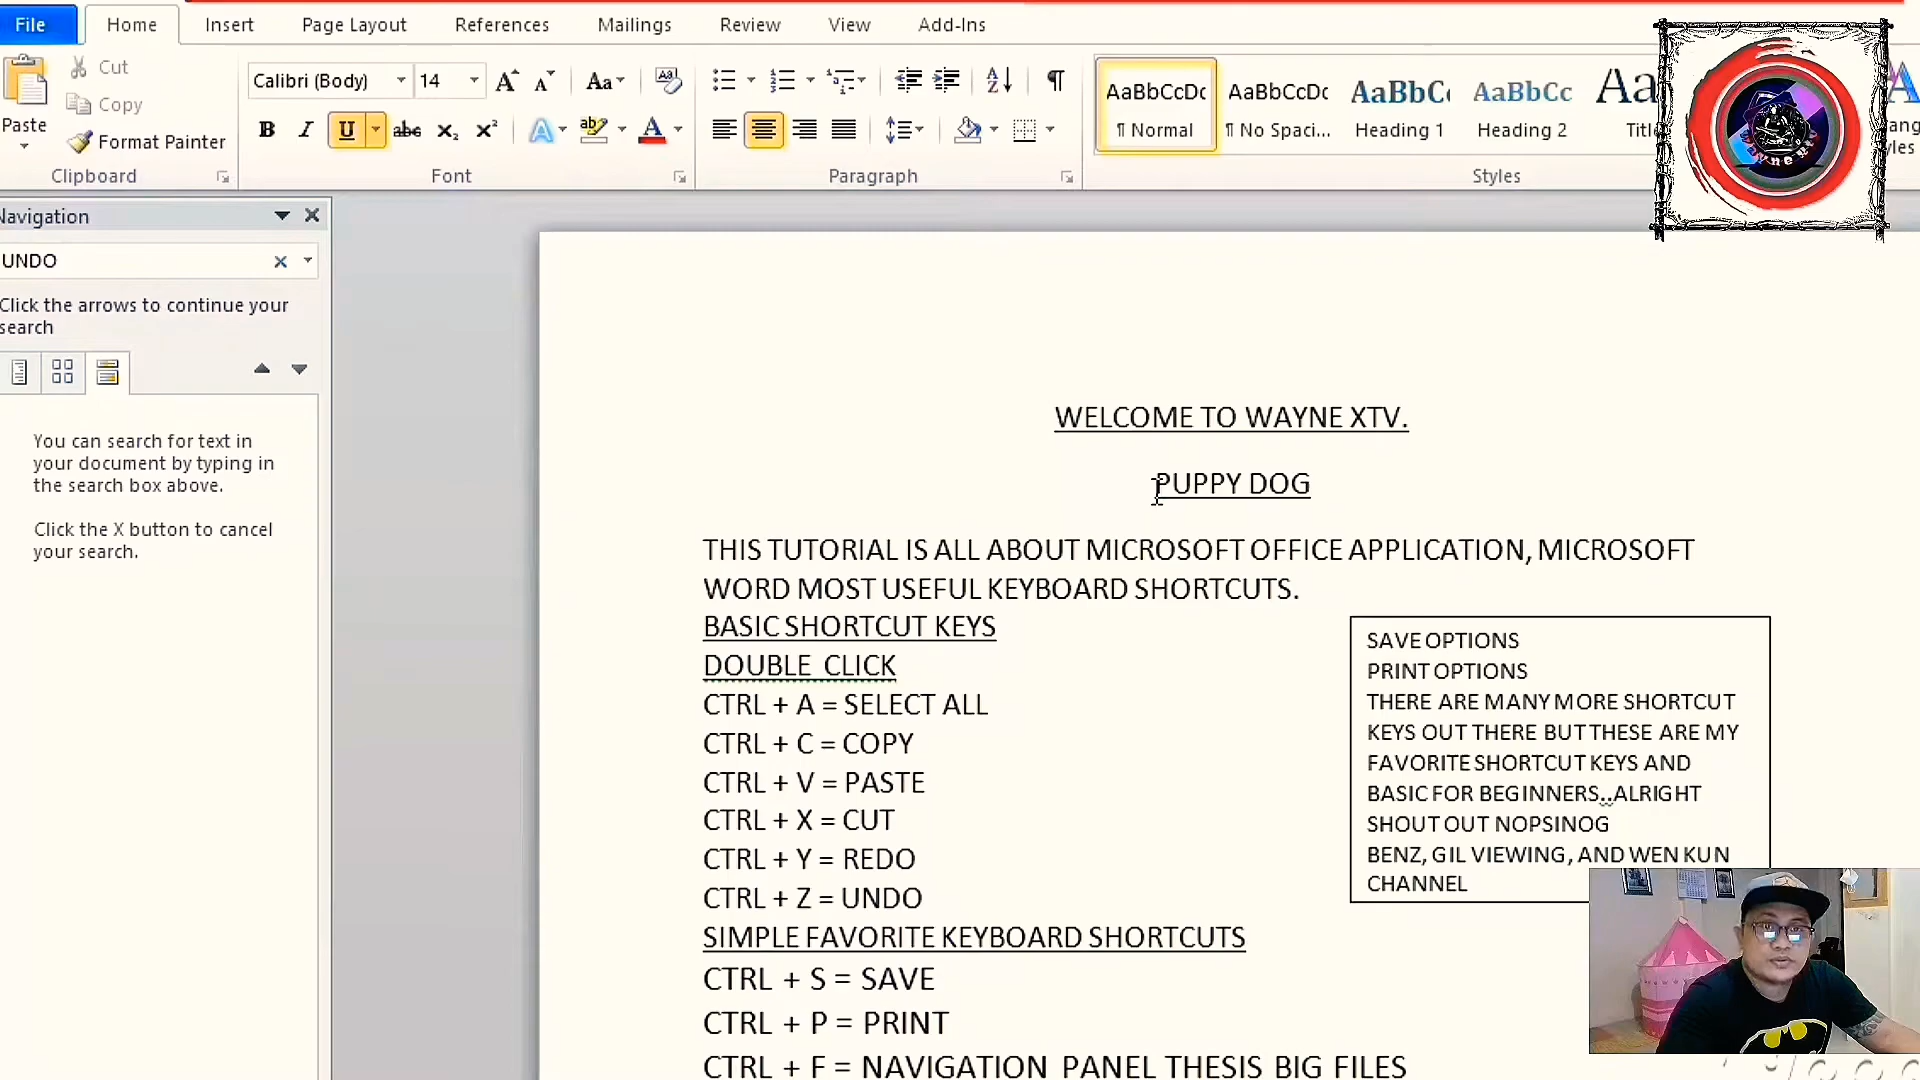 File Home Insert Page Layout References Mailings Review View Add-Ins
Cut
Copy
Paste
Format Painter
Clipboard
Calibri (Body) 14
Font
Paragraph
AaBbCcDc AaBbCcDc AaBbC AaBbCc
¶ Normal ¶ No Spaci... Heading 1 Heading 2
Styles
Navigation
UNDO
Click the arrows to continue your
search
You can search for text in
your document by typing in
the search box above.
Click the X button to cancel
your search.
WELCOME TO WAYNE XTV.
PUPPY DOG
THIS TUTORIAL IS ALL ABOUT MICROSOFT OFFICE APPLICATION, MICROSOFT
WORD MOST USEFUL KEYBOARD SHORTCUTS.
BASIC SHORTCUT KEYS
DOUBLE CLICK
CTRL + A = SELECT ALL
CTRL + C = COPY
CTRL + V = PASTE
CTRL + X = CUT
CTRL + Y = REDO
CTRL + Z = UNDO
SIMPLE FAVORITE KEYBOARD SHORTCUTS
CTRL + S = SAVE
CTRL + P = PRINT
CTRL + F = NAVIGATION PANEL THESIS BIG FILES
SAVE OPTIONS
PRINT OPTIONS
THERE ARE MANY MORE SHORTCUT
KEYS OUT THERE BUT THESE ARE MY
FAVORITE SHORTCUT KEYS AND
BASIC FOR BEGINNERS..ALRIGHT
SHOUT OUT NOPSINOG
BENZ, GIL VIEWING, AND WEN KUN
CHANNEL